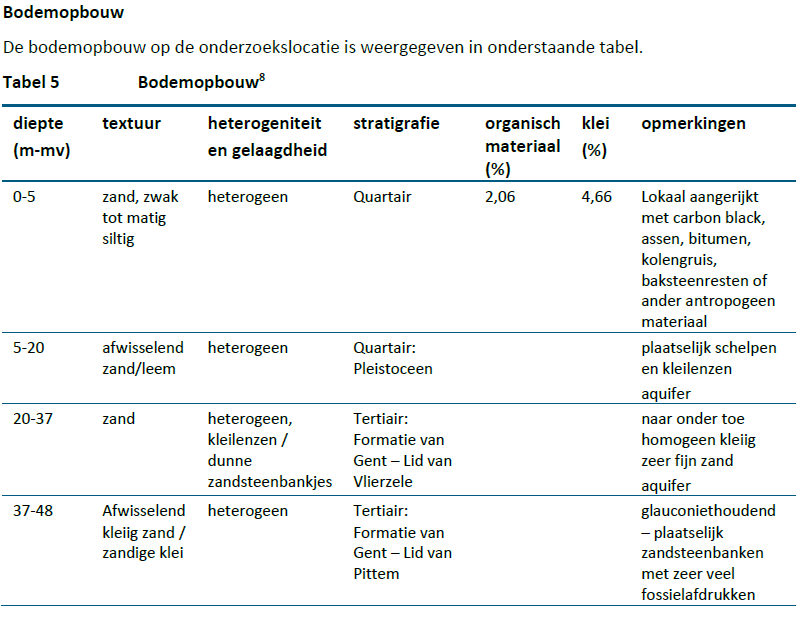 Bodemopbouw
De bodemopbouw op de onderzoekslocatie is weergegeven in onderstaande tabel.
Tabel 5 Bodemopbouw8
diepte (m-mv) textuur heterogeniteit en gelaagdheid stratigrafie organisch materiaal (%) klei (%) opmerkingen
0-5 zand, zwak tot matig siltig heterogeen Quartair 2,06 4,66 Lokaal aangerijkt met carbon black, assen, bitumen, kolengruis, baksteenresten of ander antropogeen materiaal
5-20 afwisselend zand/leem heterogeen Quartair: Pleistoceen plaatselijk schelpen en kleilenzen aquifer
20-37 zand heterogeen, kleilenzen / dunne zandsteenbankjes Tertiair: Formatie van Gent – Lid van Vlierzele naar onder toe homogeen kleiig zeer fijn zand aquifer
37-48 Afwisselend kleiig zand / zandige klei heterogeen Tertiair: Formatie van Gent – Lid van Pittem glauconiethoudend – plaatselijk zandsteenbanken met zeer veel fossielafdrukken